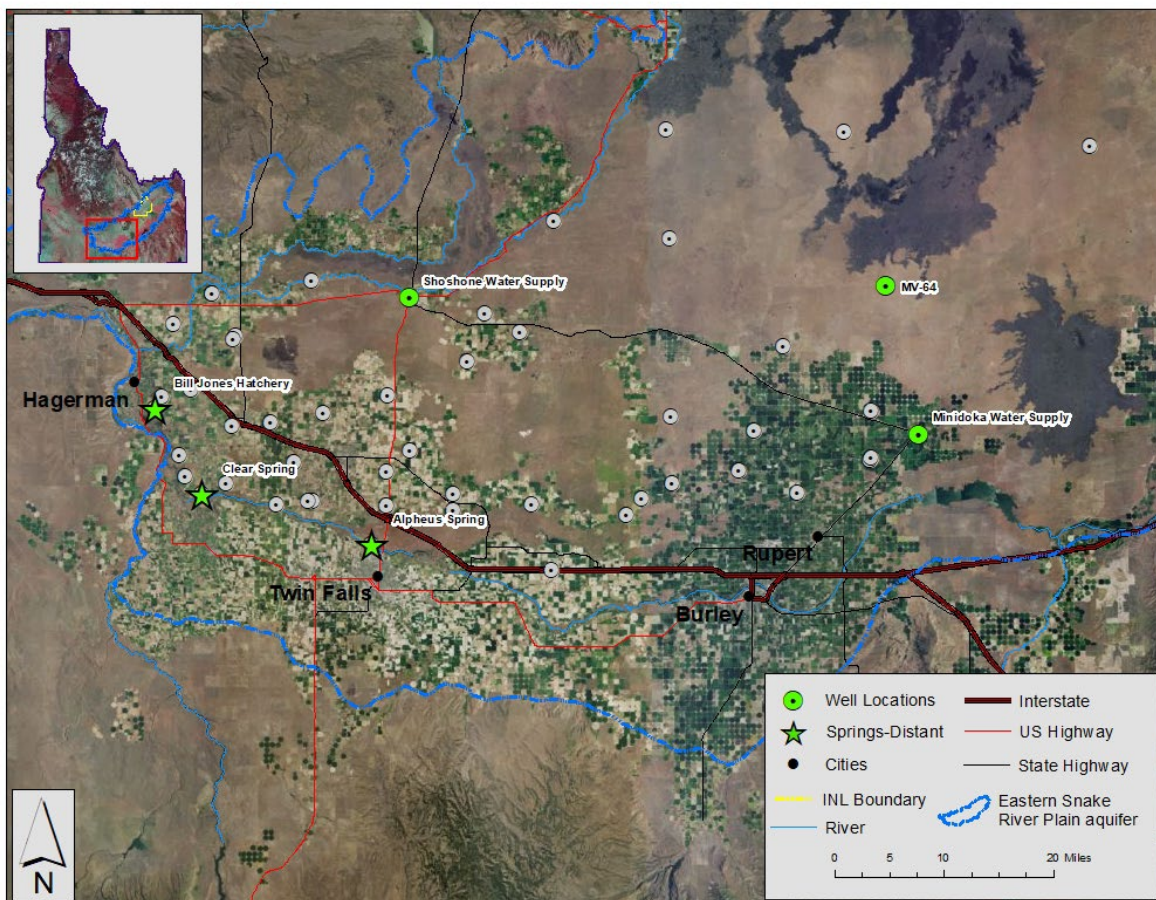 Shoshone Water Supply
MV-64
Bill Jones Hatchery
Hagerman
Minidoka Water Supply
Clear Spring
Alpheus Spring
Rupert
Twin Falls
Burley
Well Locations
Springs-Distant
Cities
INL Boundary
River
Interstate
US Highway
State Highway
Eastern Snake
River Plain aquifer
0 5 10 20 Miles
N